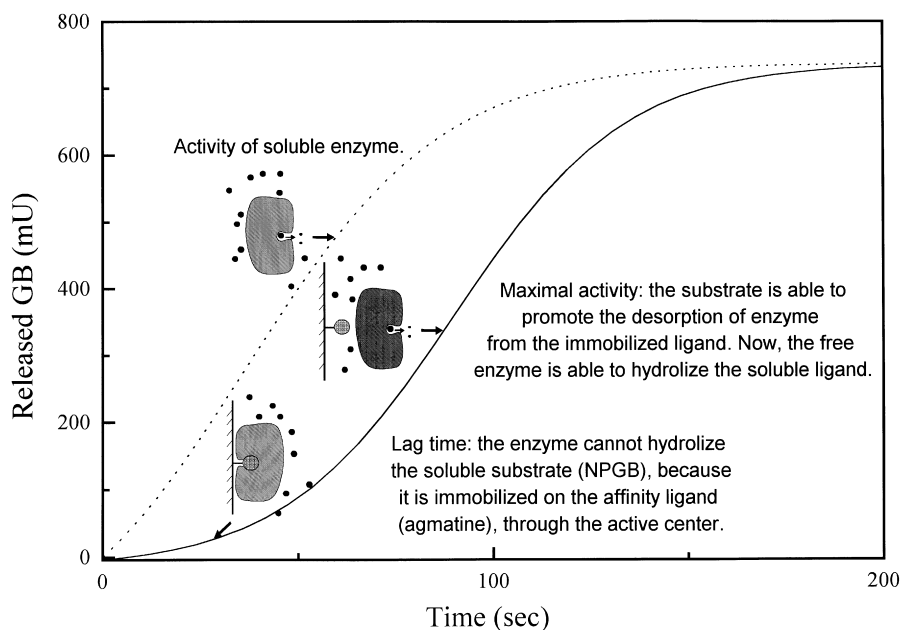 800
600
400
200
0
Released GB (mU)
Activity of soluble enzyme.
Maximal activity: the substrate is able to
promote the desorption of enzyme
from the immobilized ligand. Now, the free
enzyme is able to hydrolize the soluble ligand.
Lag time: the enzyme cannot hydrolize
the soluble substrate (NPGB), because
it is immobilized on the affinity ligand
(agmatine), through the active center.
0
100
200
Time (sec)